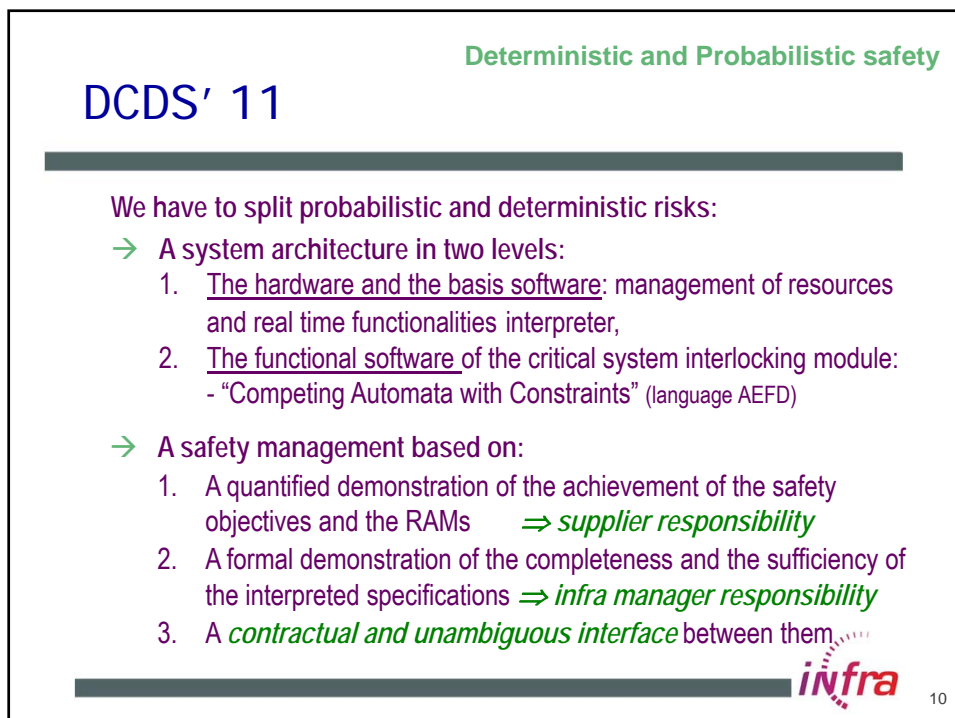 Deterministic and Probabilistic safety
DCDS’ 11
We have to split probabilistic and deterministic risks:
→ A system architecture in two levels:
1. The hardware and the basis software: management of resources
and real time functionalities interpreter,
2. The functional software of the critical system interlocking module:
- “Competing Automata with Constraints” (language AEFD)
→ A safety management based on:
1. A quantified demonstration of the achievement of the safety
objectives and the RAMs ⇒ supplier responsibility
2. A formal demonstration of the completeness and the sufficiency of
the interpreted specifications ⇒ infra manager responsibility
3. A contractual and unambiguous interface between them
infra
10